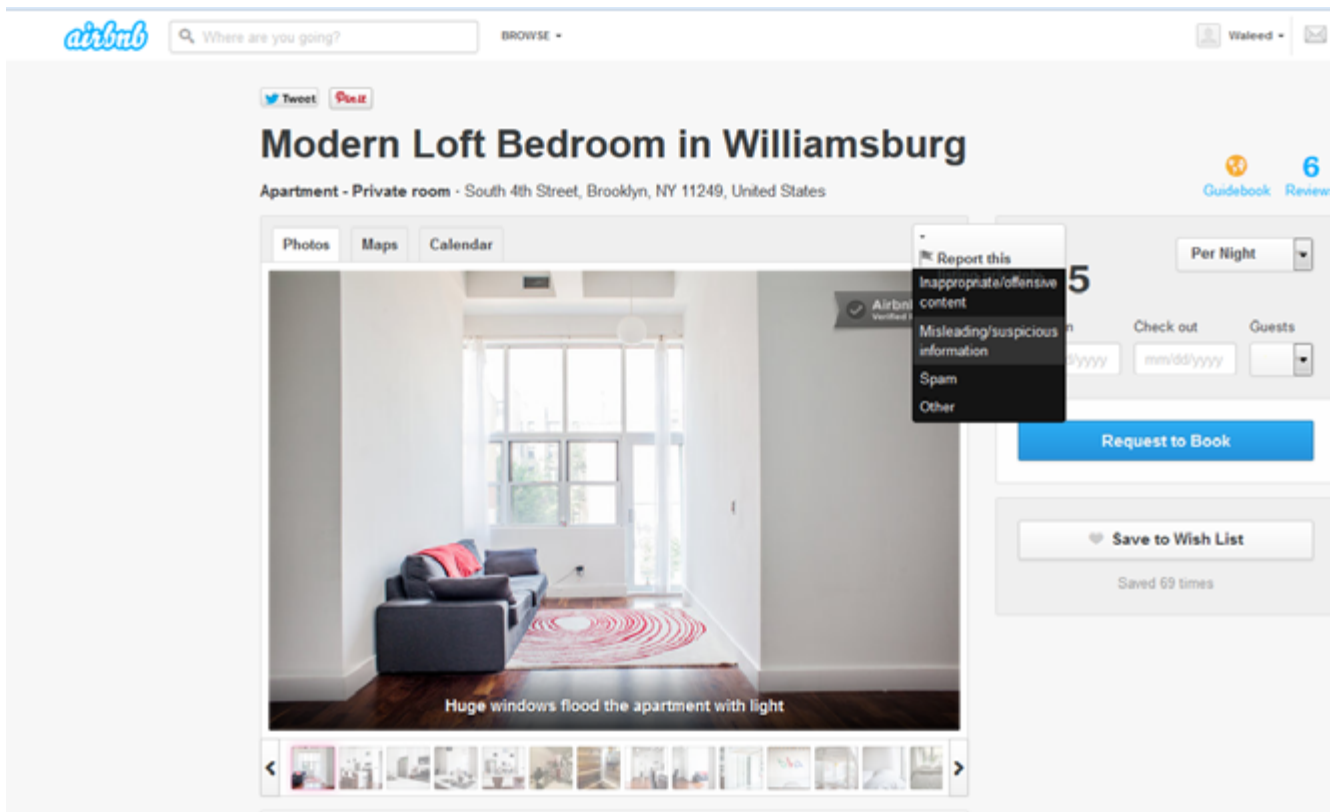 airbnb
Where are you going?
BROWSE
Waleed
Tweet
Pin it
Modern Loft Bedroom in Williamsburg
Apartment - Private room · South 4th Street, Brooklyn, NY 11249, United States
Guidebook
6
Review
Photos
Maps
Calendar
Report this
Inappropriate/offensive
content
Misleading/suspicious
information
Spam
Other
5
Per Night
Check out
Guests
mm/dd/yyyy
Request to Book
Save to Wish List
Saved 69 times
Huge windows flood the apartment with light